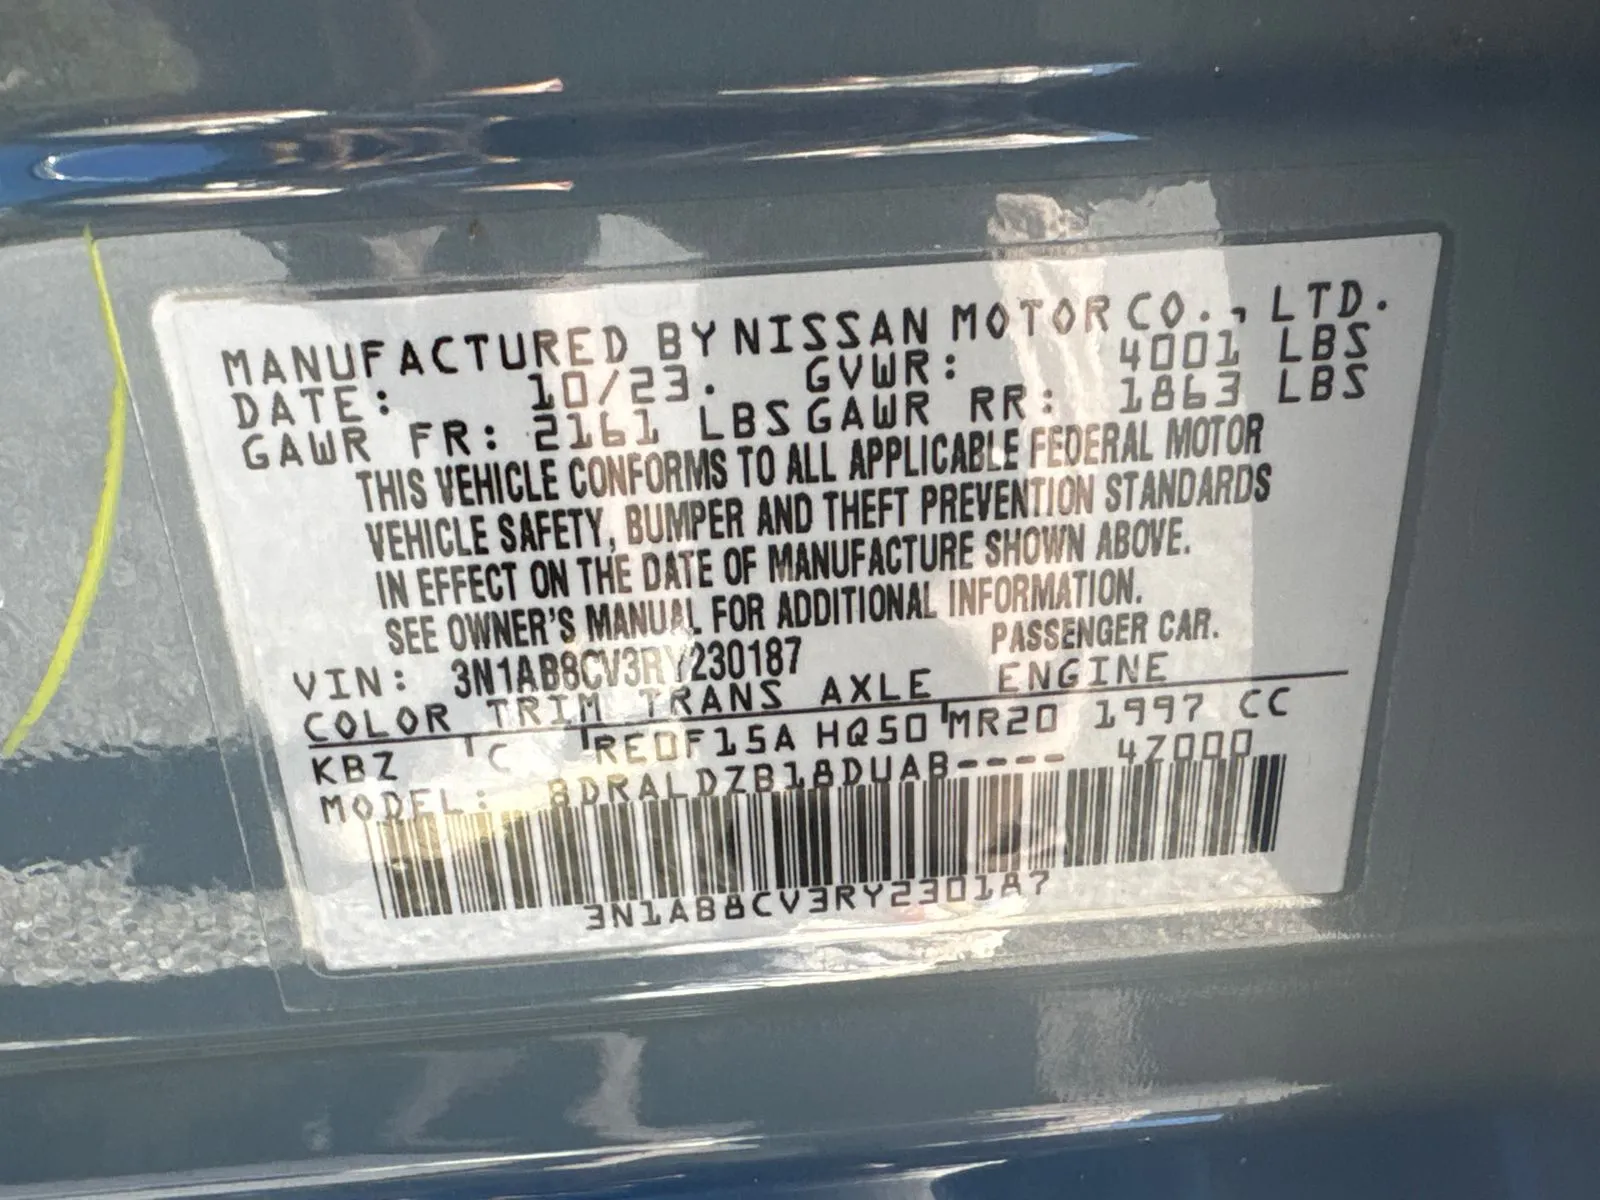 MANUFACTURED BY NISSAN MOTOR CO., LTD.
DATE: 10/23. GVWR: 4001 LBS
GAWR FR: 2161 LBS GAWR RR: 1863 LBS
THIS VEHICLE CONFORMS TO ALL APPLICABLE FEDERAL MOTOR
VEHICLE SAFETY, BUMPER AND THEFT PREVENTION STANDARDS
IN EFFECT ON THE DATE OF MANUFACTURE SHOWN ABOVE.
SEE OWNER'S MANUAL FOR ADDITIONAL INFORMATION.
VIN: 3N1AB8CV3RY230187 PASSENGER CAR.
COLOR TRIM TRANS AXLE ENGINE
KBZ C RE0F15A HQ50 MR20 1997 CC
MODEL: BDRALDZB18DUAB---- 4Z000
3N1AB8CV3RY230187